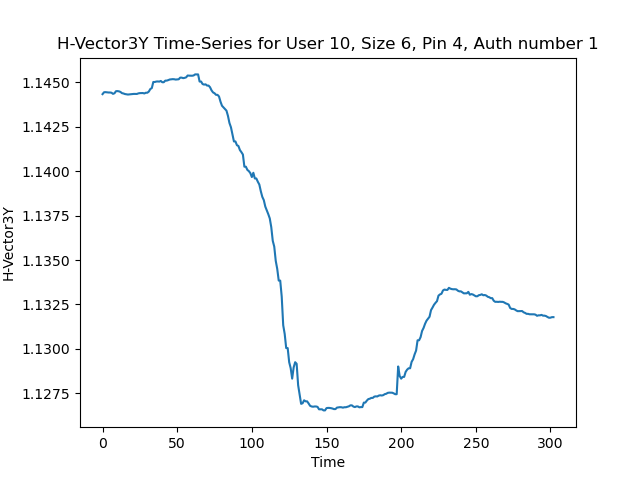 H-Vector3Y Time-Series for User 10, Size 6, Pin 4, Auth number 1
H-Vector3Y
1.1450
1.1425
1.1400
1.1375
1.1350
1.1325
1.1300
1.1275
0 50 100 150 200 250 300
Time